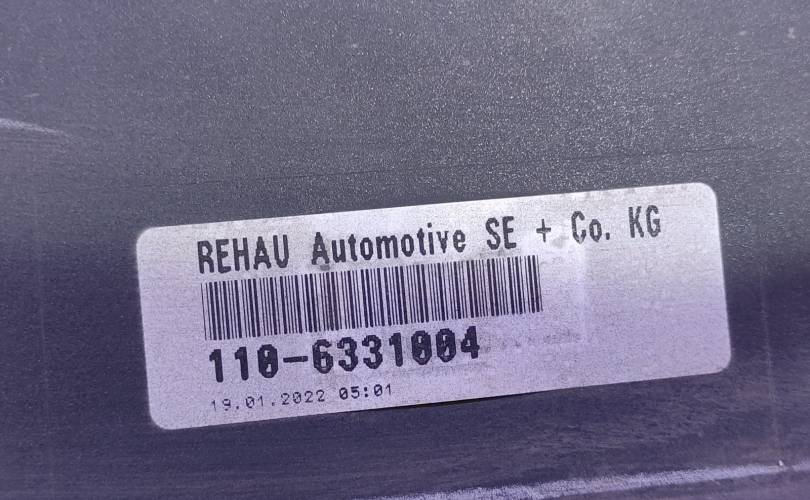 REHAU Automotive SE + Co. KG
110-6331004
19.01.2022 05:01